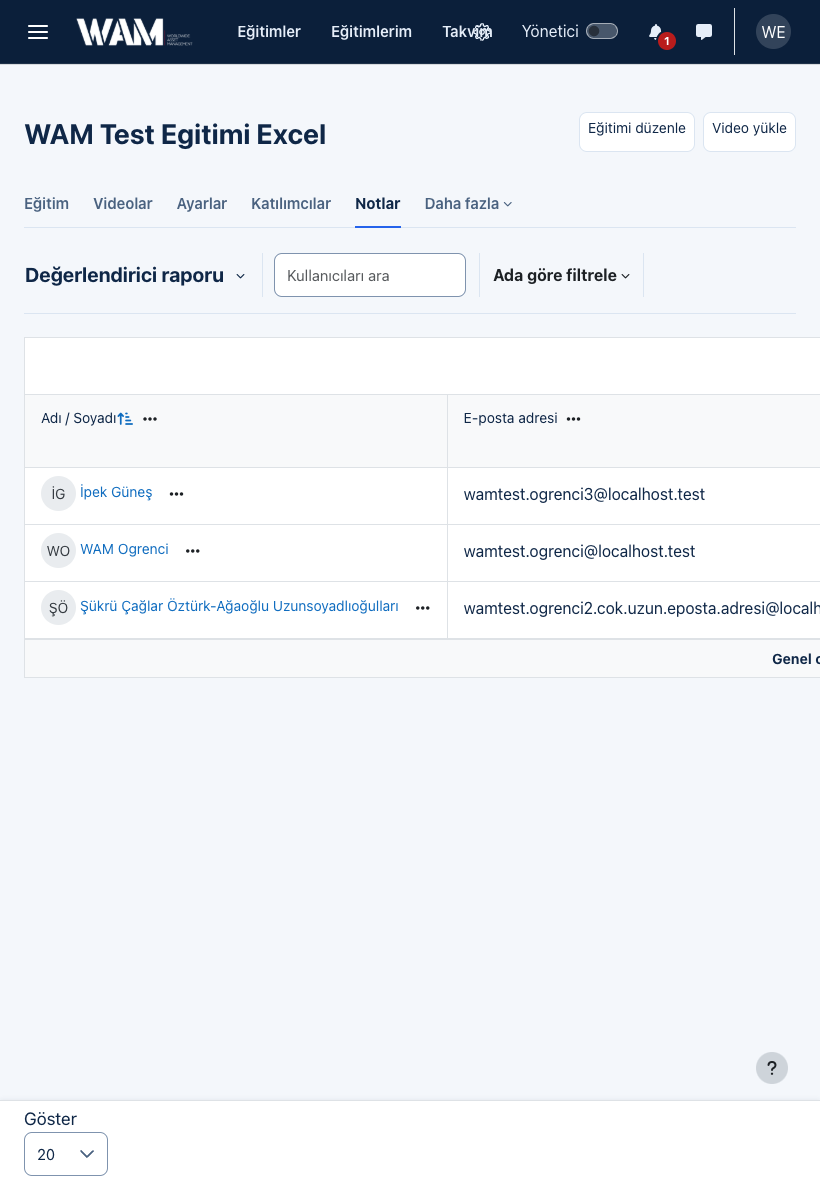 WAM WORLDWIDE ASSET MANAGEMENT
Eğitimler Eğitimlerim Takvim Yönetici 1 WE
WAM Test Egitimi Excel
Eğitimi düzenle Video yükle
Eğitim Videolar Ayarlar Katılımcılar Notlar Daha fazla
Değerlendirici raporu Kullanıcıları ara Ada göre filtrele
Adı / Soyadı E-posta adresi
İG İpek Güneş wamtest.ogrenci3@localhost.test
WO WAM Ogrenci wamtest.ogrenci@localhost.test
ŞÖ Şükrü Çağlar Öztürk-Ağaoğlu Uzunsoyadlıoğulları wamtest.ogrenci2.cok.uzun.eposta.adresi@localh
Genel o
?
Göster
20